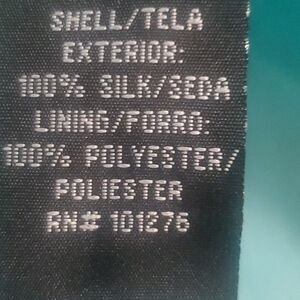 SHELL/TELA
EXTERIOR:
100% SILK/SEDA
LINING/FORRO:
100% POLYESTER/
POLIESTER
RN# 101276